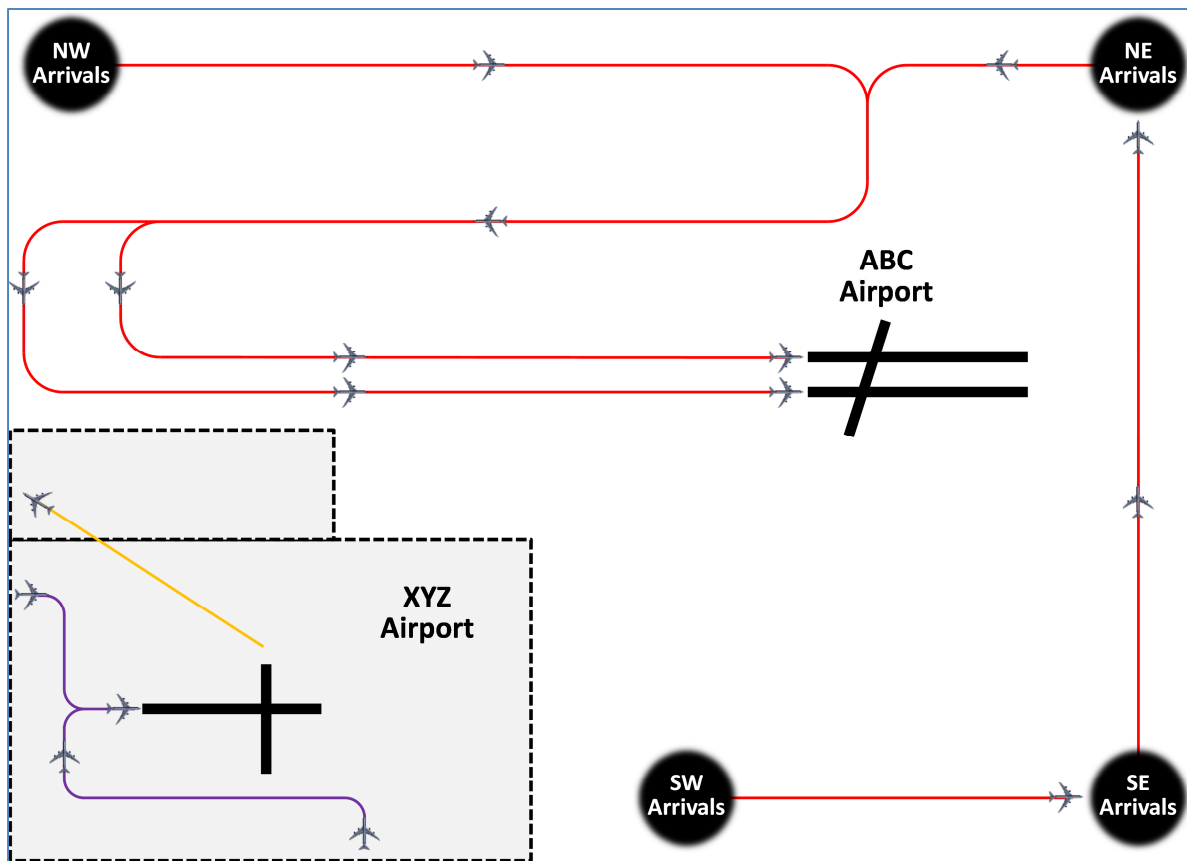 NW
Arrivals
NE
Arrivals
ABC
Airport
XYZ
Airport
SW
Arrivals
SE
Arrivals